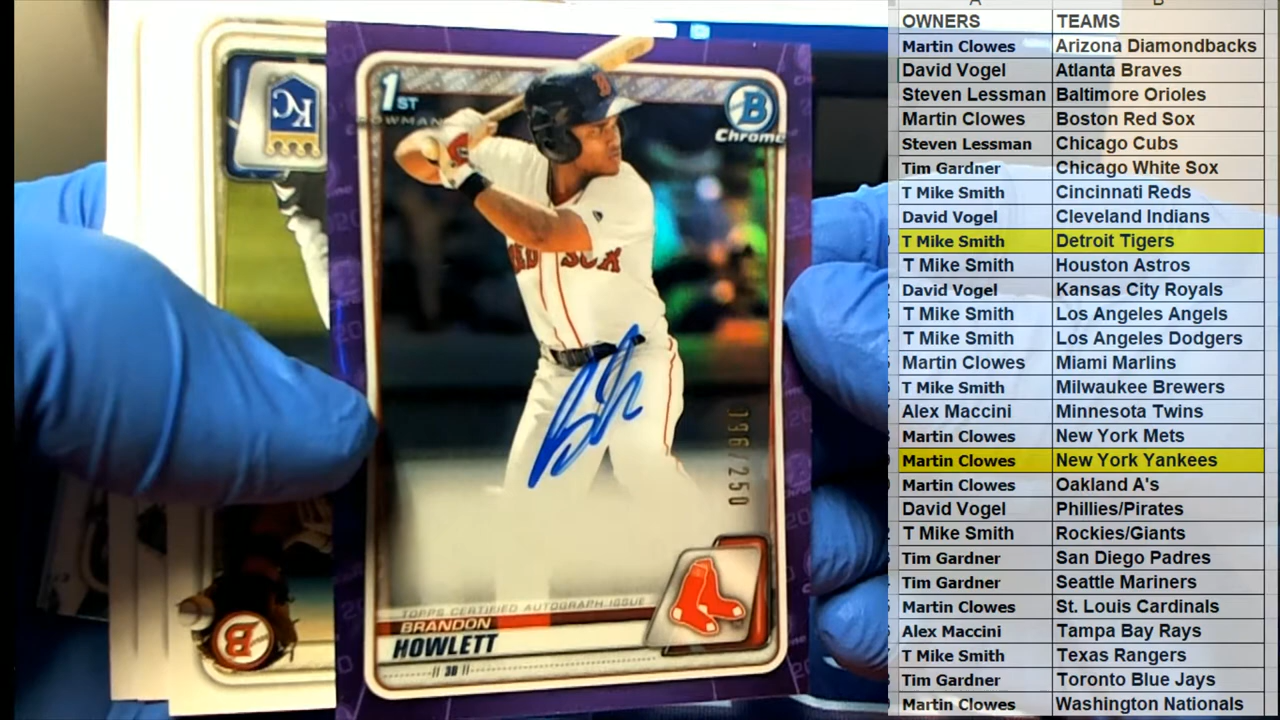 1ST
BOWMAN
B
Chrome
KC
RED SOX
096/250
TOPPS CERTIFIED AUTOGRAPH ISSUE
BRANDON
HOWLETT
3B
B
OWNERS TEAMS
Martin Clowes Arizona Diamondbacks
David Vogel Atlanta Braves
Steven Lessman Baltimore Orioles
Martin Clowes Boston Red Sox
Steven Lessman Chicago Cubs
Tim Gardner Chicago White Sox
T Mike Smith Cincinnati Reds
David Vogel Cleveland Indians
T Mike Smith Detroit Tigers
T Mike Smith Houston Astros
David Vogel Kansas City Royals
T Mike Smith Los Angeles Angels
T Mike Smith Los Angeles Dodgers
Martin Clowes Miami Marlins
T Mike Smith Milwaukee Brewers
Alex Maccini Minnesota Twins
Martin Clowes New York Mets
Martin Clowes New York Yankees
Martin Clowes Oakland A's
David Vogel Phillies/Pirates
T Mike Smith Rockies/Giants
Tim Gardner San Diego Padres
Tim Gardner Seattle Mariners
Martin Clowes St. Louis Cardinals
Alex Maccini Tampa Bay Rays
T Mike Smith Texas Rangers
Tim Gardner Toronto Blue Jays
Martin Clowes Washington Nationals